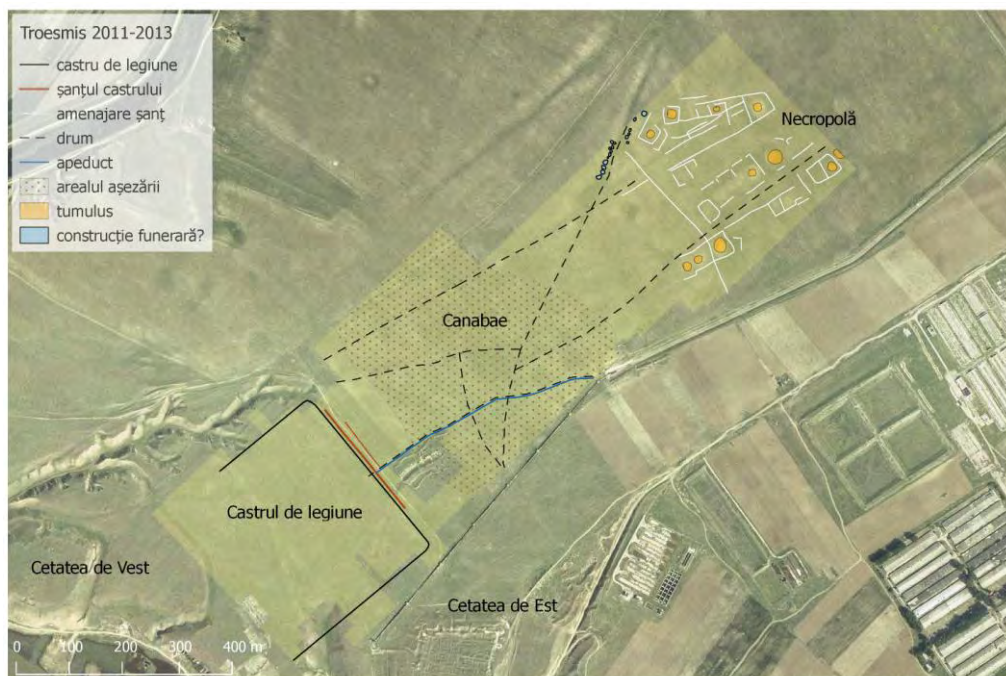 Troesmis 2011-2013
castru de legiune
șanțul castrului
amenajare șanț
drum
apeduct
arealul așezării
tumulus
construcție funerară?
Necropolă
Canabae
Castrul de legiune
Cetatea de Vest
Cetatea de Est
0 100 200 300 400 m